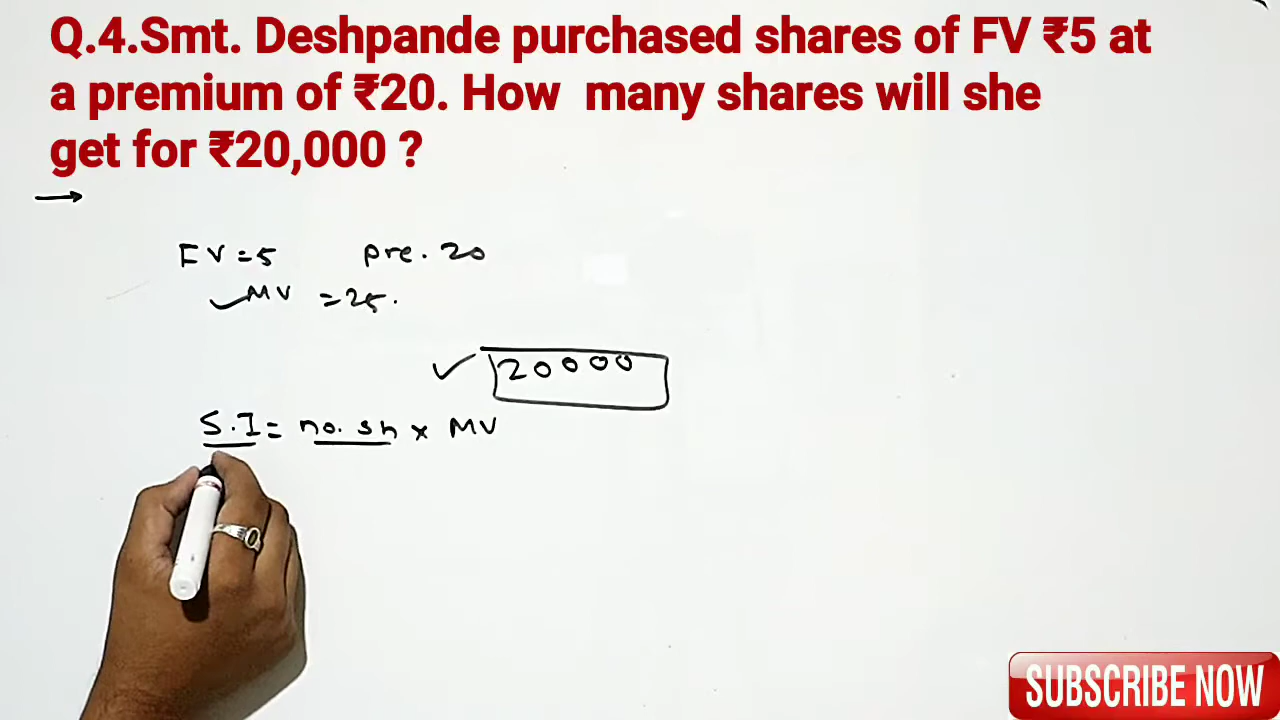 Q.4.Smt. Deshpande purchased shares of FV ₹5 at
a premium of ₹20. How many shares will she
get for ₹20,000 ?
FV = 5 pre. 20
MV = 25.
20000
S.I = no. sh × MV
SUBSCRIBE NOW